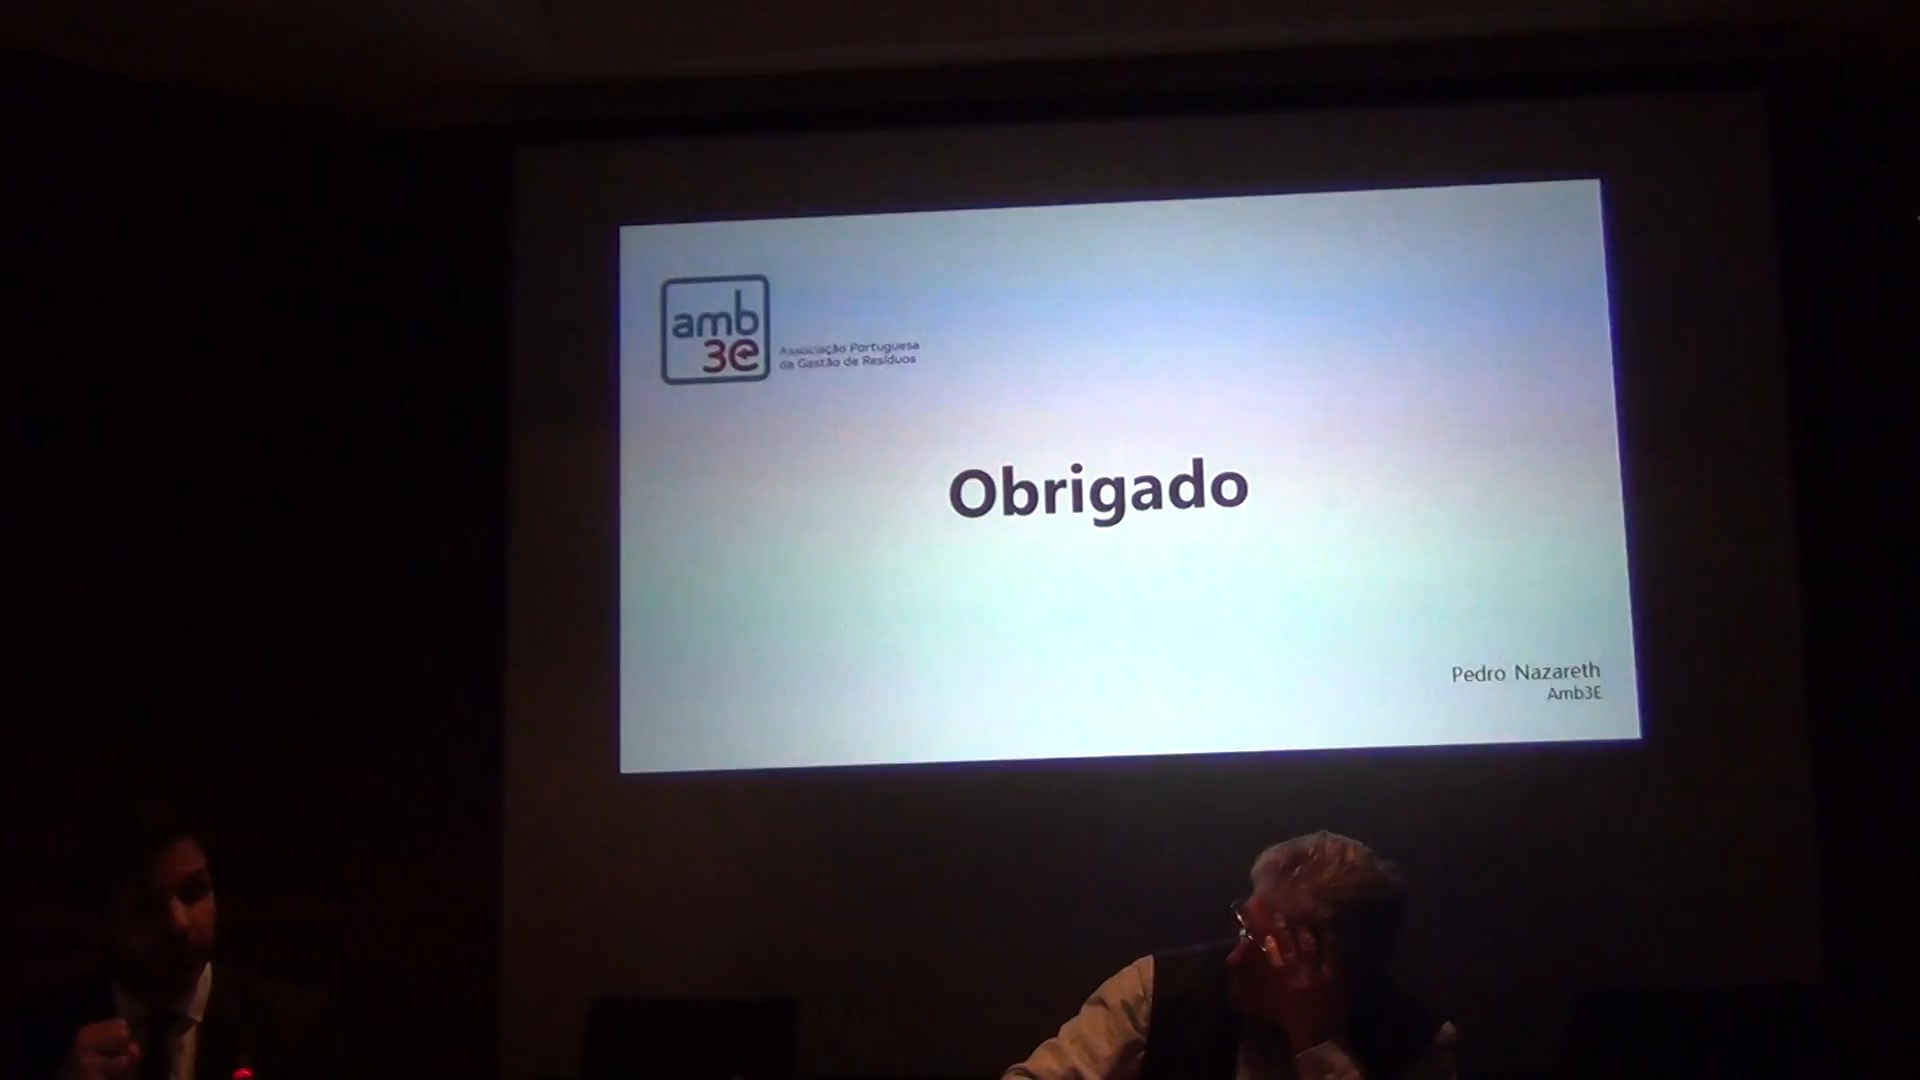 amb
3e
Associação Portuguesa
de Gestão de Resíduos
Obrigado
Pedro Nazareth
Amb3E